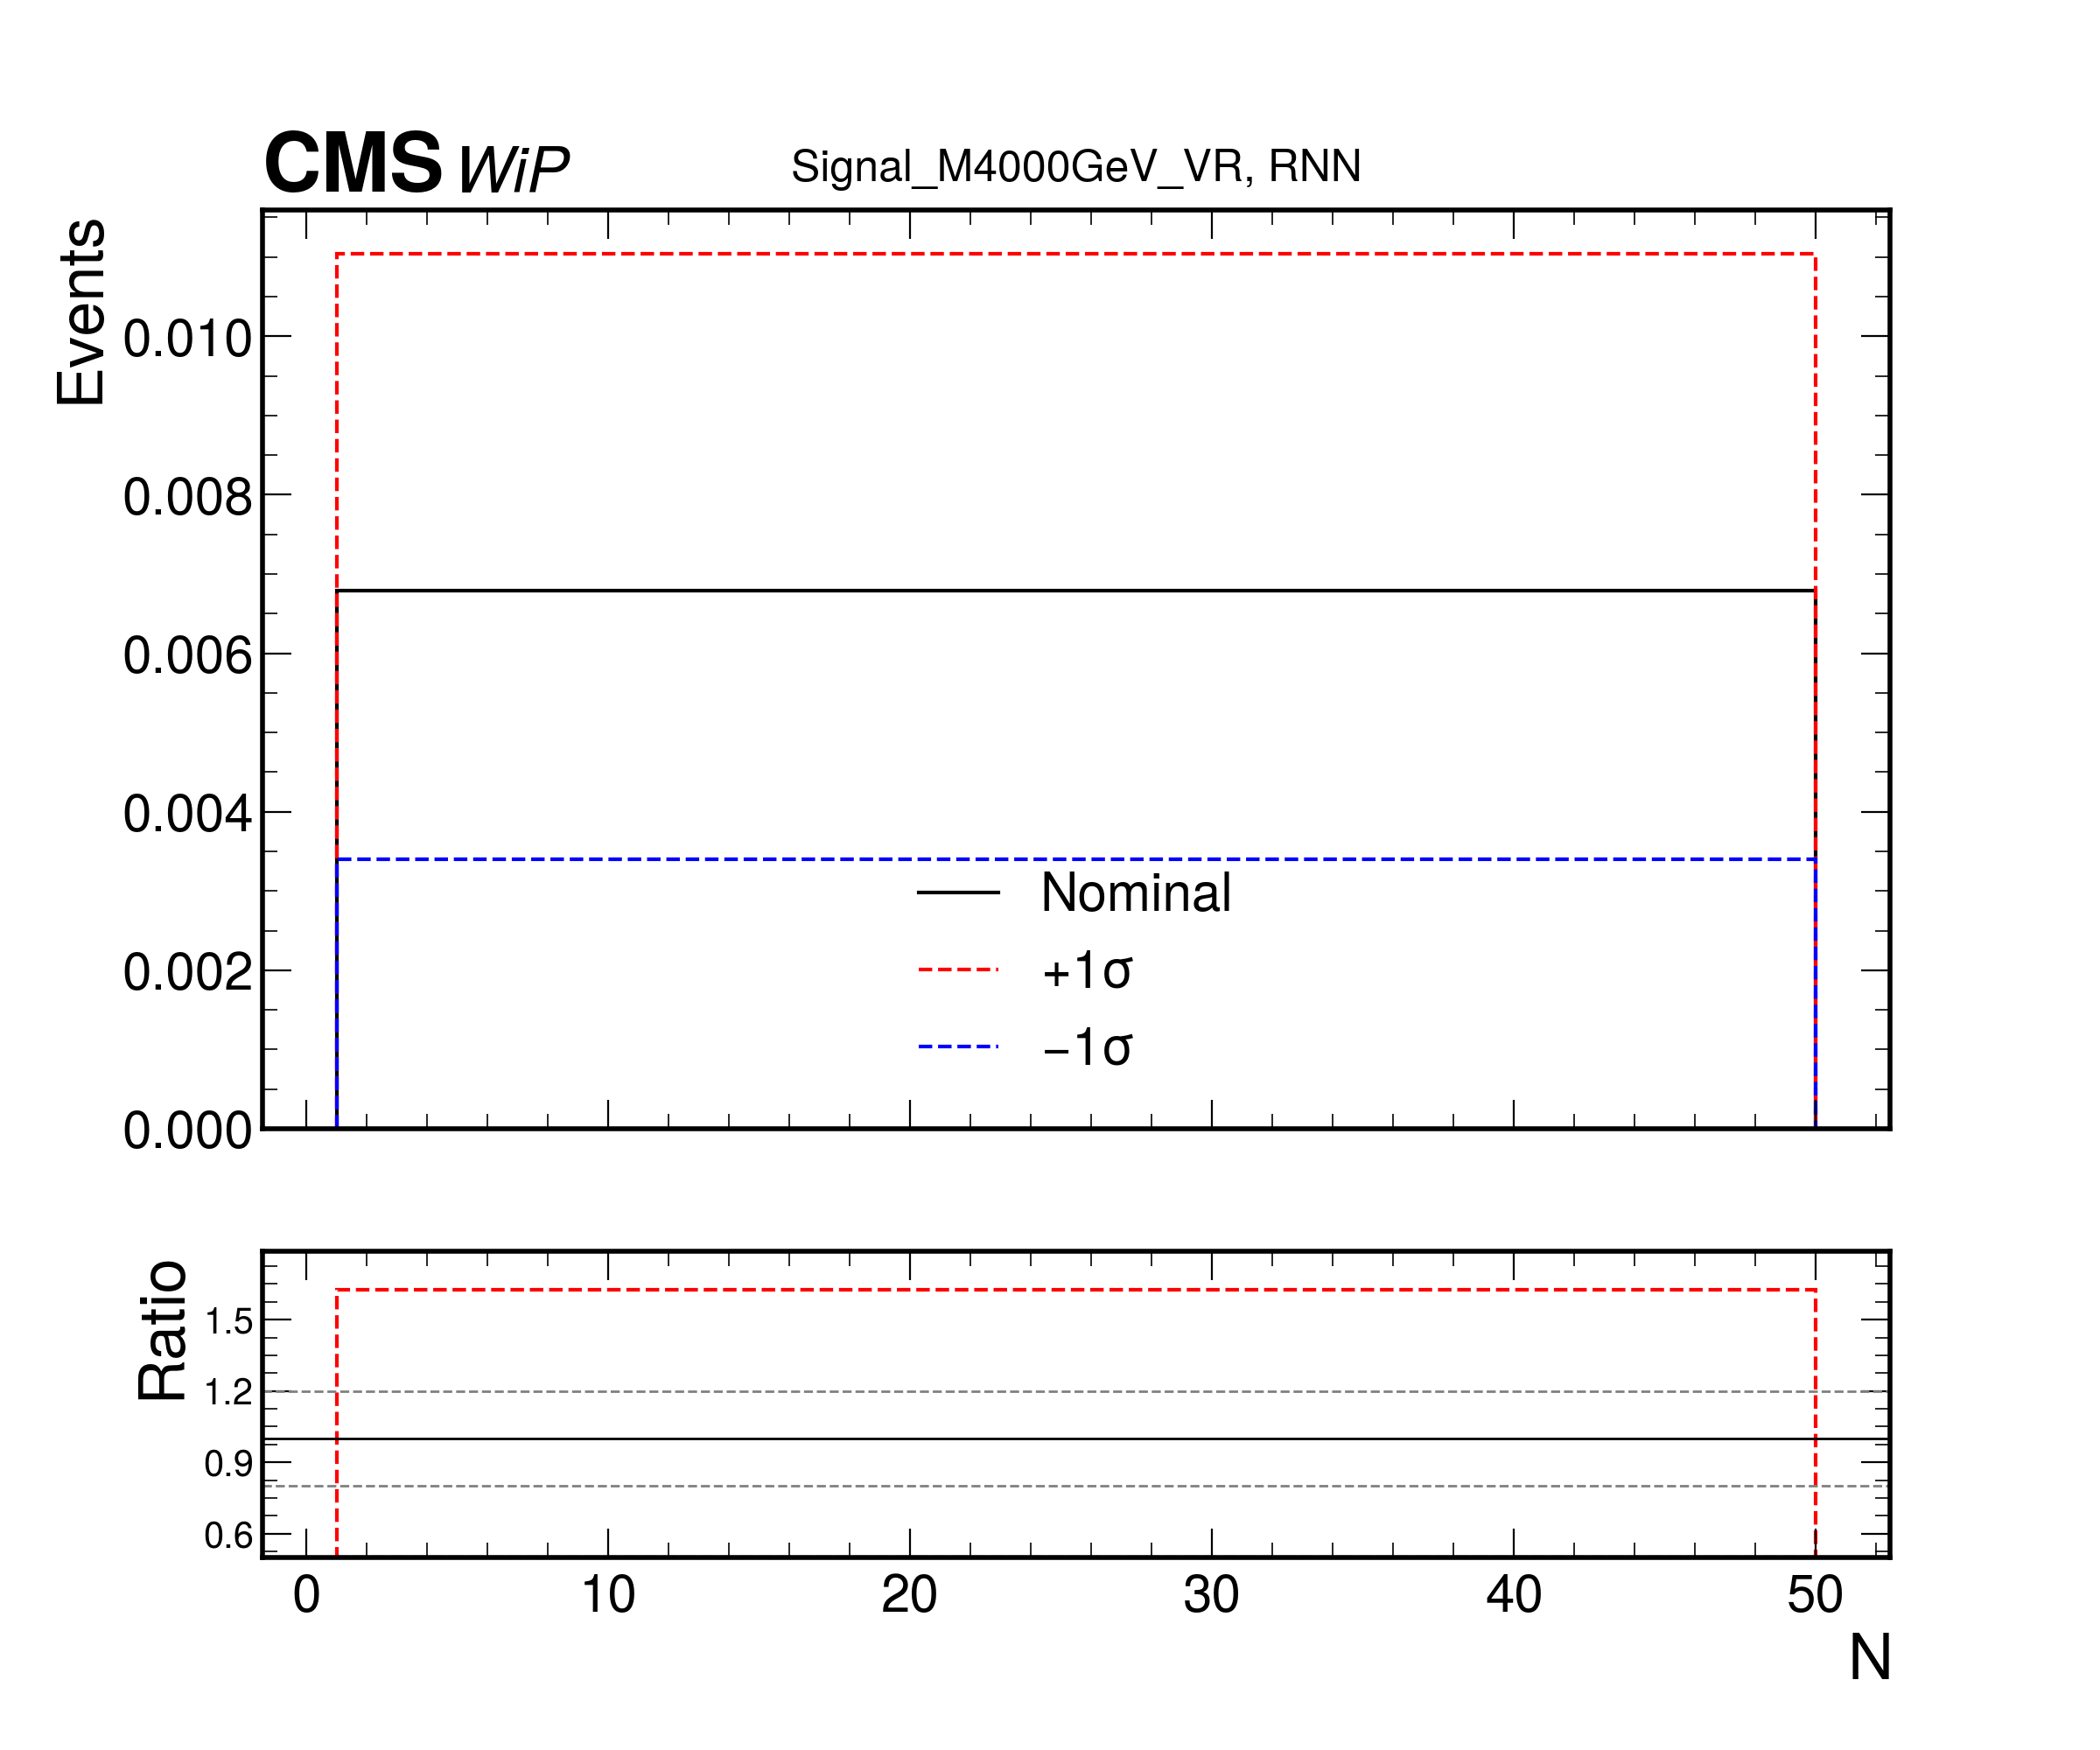 CMS WiP Signal_M4000GeV_VR, RNN
Events
0.010
0.008
0.006
0.004
0.002
0.000
Nominal
+1σ
−1σ
Ratio
1.5
1.2
0.9
0.6
0 10 20 30 40 50
N